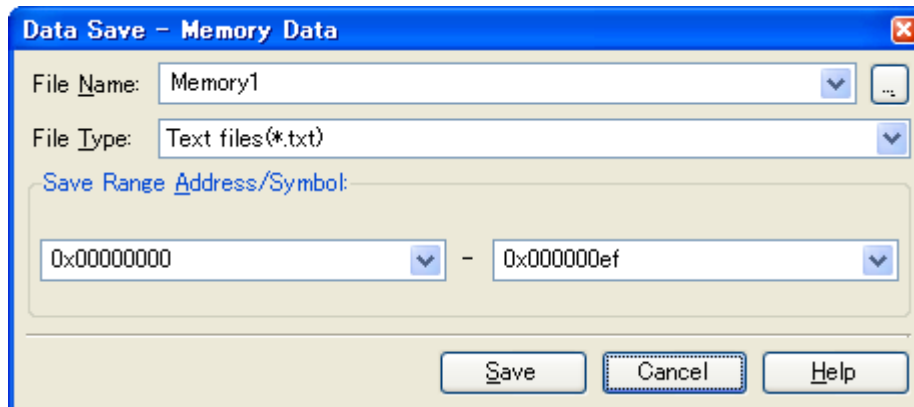 Data Save - Memory Data
File Name: Memory1 ...
File Type: Text files(*.txt)
Save Range Address/Symbol:
0x00000000 - 0x000000ef
Save Cancel Help